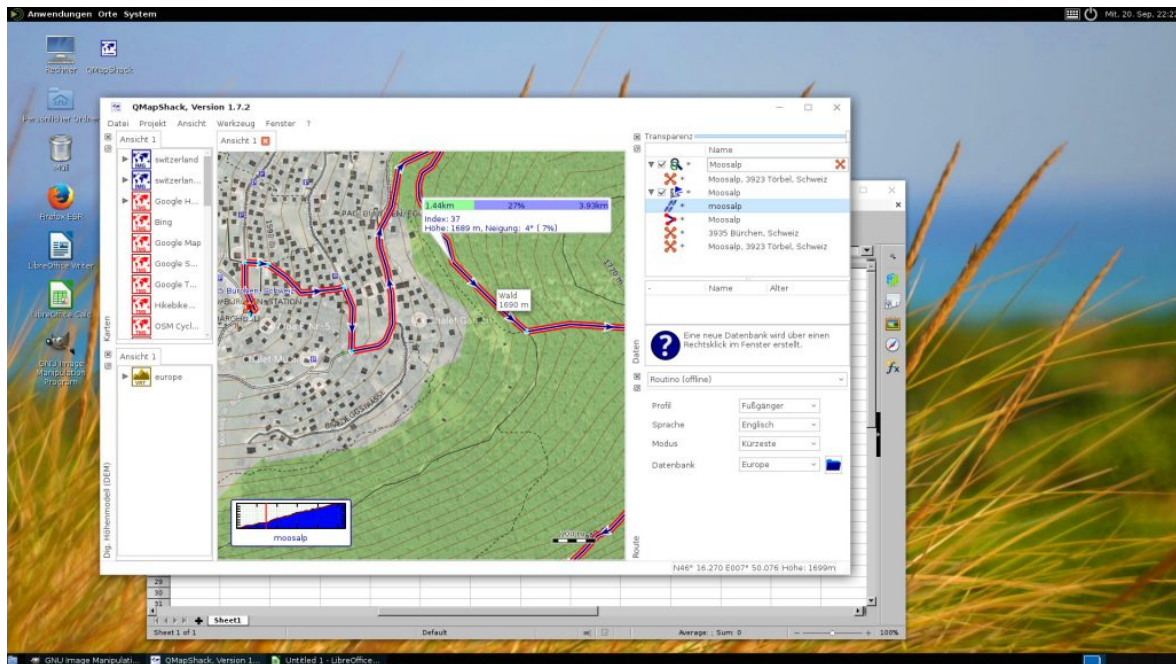 Anwendungen Orte System
Mit. 20. Sep. 22:2
Rechner
QMapShack
Persönlicher Ordner
Müll
Firefox ESR
LibreOffice Writer
LibreOffice Calc
GNU Image
Manipulation
Program
QMapShack, Version 1.7.2
Datei Projekt Ansicht Werkzeug Fenster ?
Ansicht 1
switzerland
switzerlan...
Google H...
Bing
Google Map
Google S...
Google T...
Hikebike...
OSM Cycl...
Karten
Ansicht 1
europe
Dig. Höhenmodell (DEM)
Ansicht 1
1.44km 27% 3.93km
Index: 37
Höhe: 1689 m, Neigung: 4° ( 7%)
Wald
1690 m
1770 m
moosalp
Transparenz
Name
Moosalp
Moosalp, 3923 Törbel, Schweiz
Moosalp
moosalp
Moosalp
3935 Bürchen, Schweiz
Moosalp, 3923 Törbel, Schweiz
- Name Alter
Eine neue Datenbank wird über einen
Rechtsklick im Fenster erstellt.
Daten
Routino (offline)
Profil Fußgänger
Sprache Englisch
Modus Kürzeste
Datenbank Europe
Route
N46° 16.270 E007° 50.076 Höhe: 1699m
29
30
31
Sheet1
Sheet 1 of 1
Default
Average: ; Sum: 0
100%
GNU Image Manipulati...
QMapShack, Version 1...
Untitled 1 - LibreOffice...